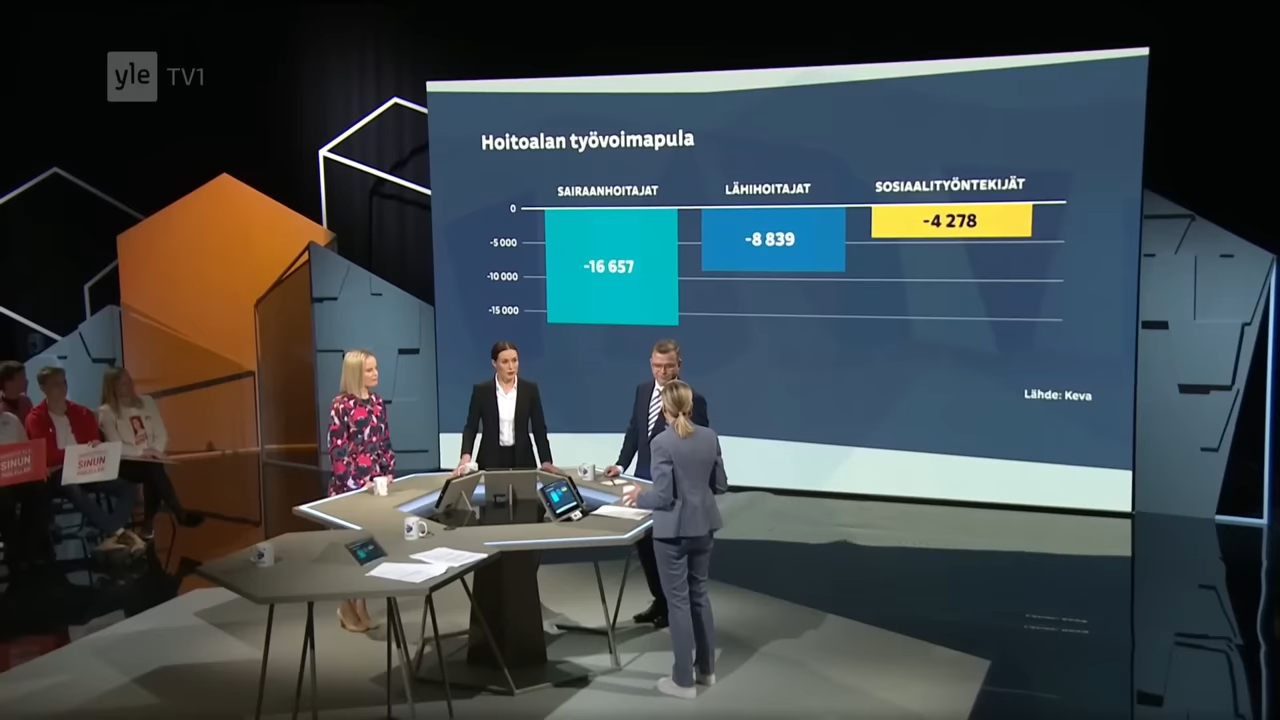 yle TV1
Hoitoalan työvoimapula
SAIRAANHOITAJAT LÄHIHOITAJAT SOSIAALITYÖNTEKIJÄT
0
-5 000
-10 000
-15 000
-16 657
-8 839
-4 278
Lähde: Keva
SINUN
SINUN